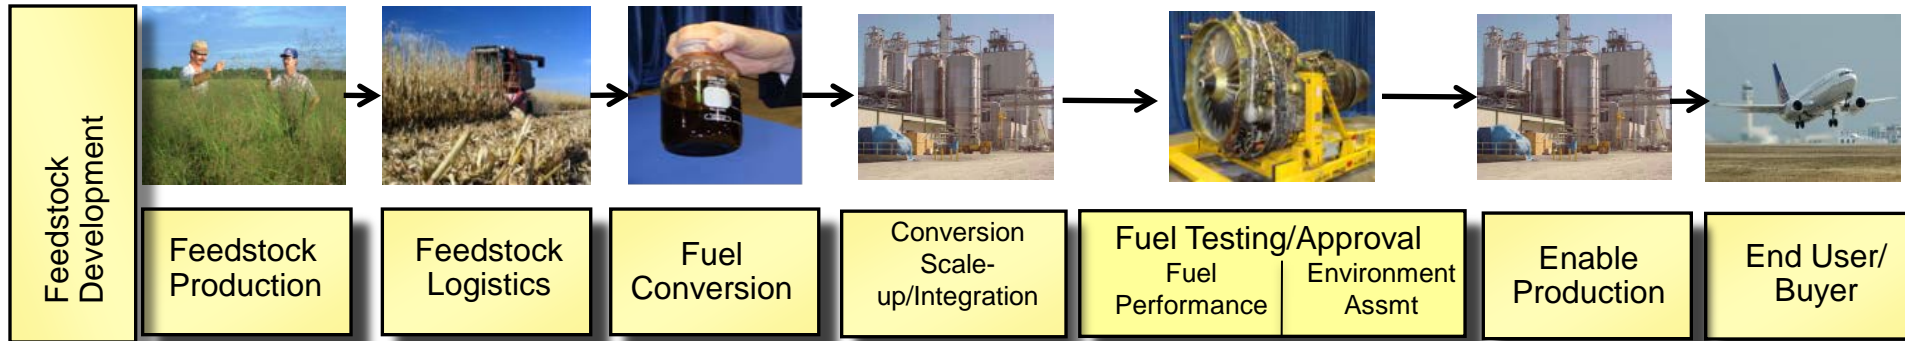 Feedstock
Development
Feedstock
Production
Feedstock
Logistics
Fuel
Conversion
Conversion
Scale-
up/Integration
Fuel Testing/Approval
Fuel
Performance
Environment
Assmt
Enable
Production
End User/
Buyer